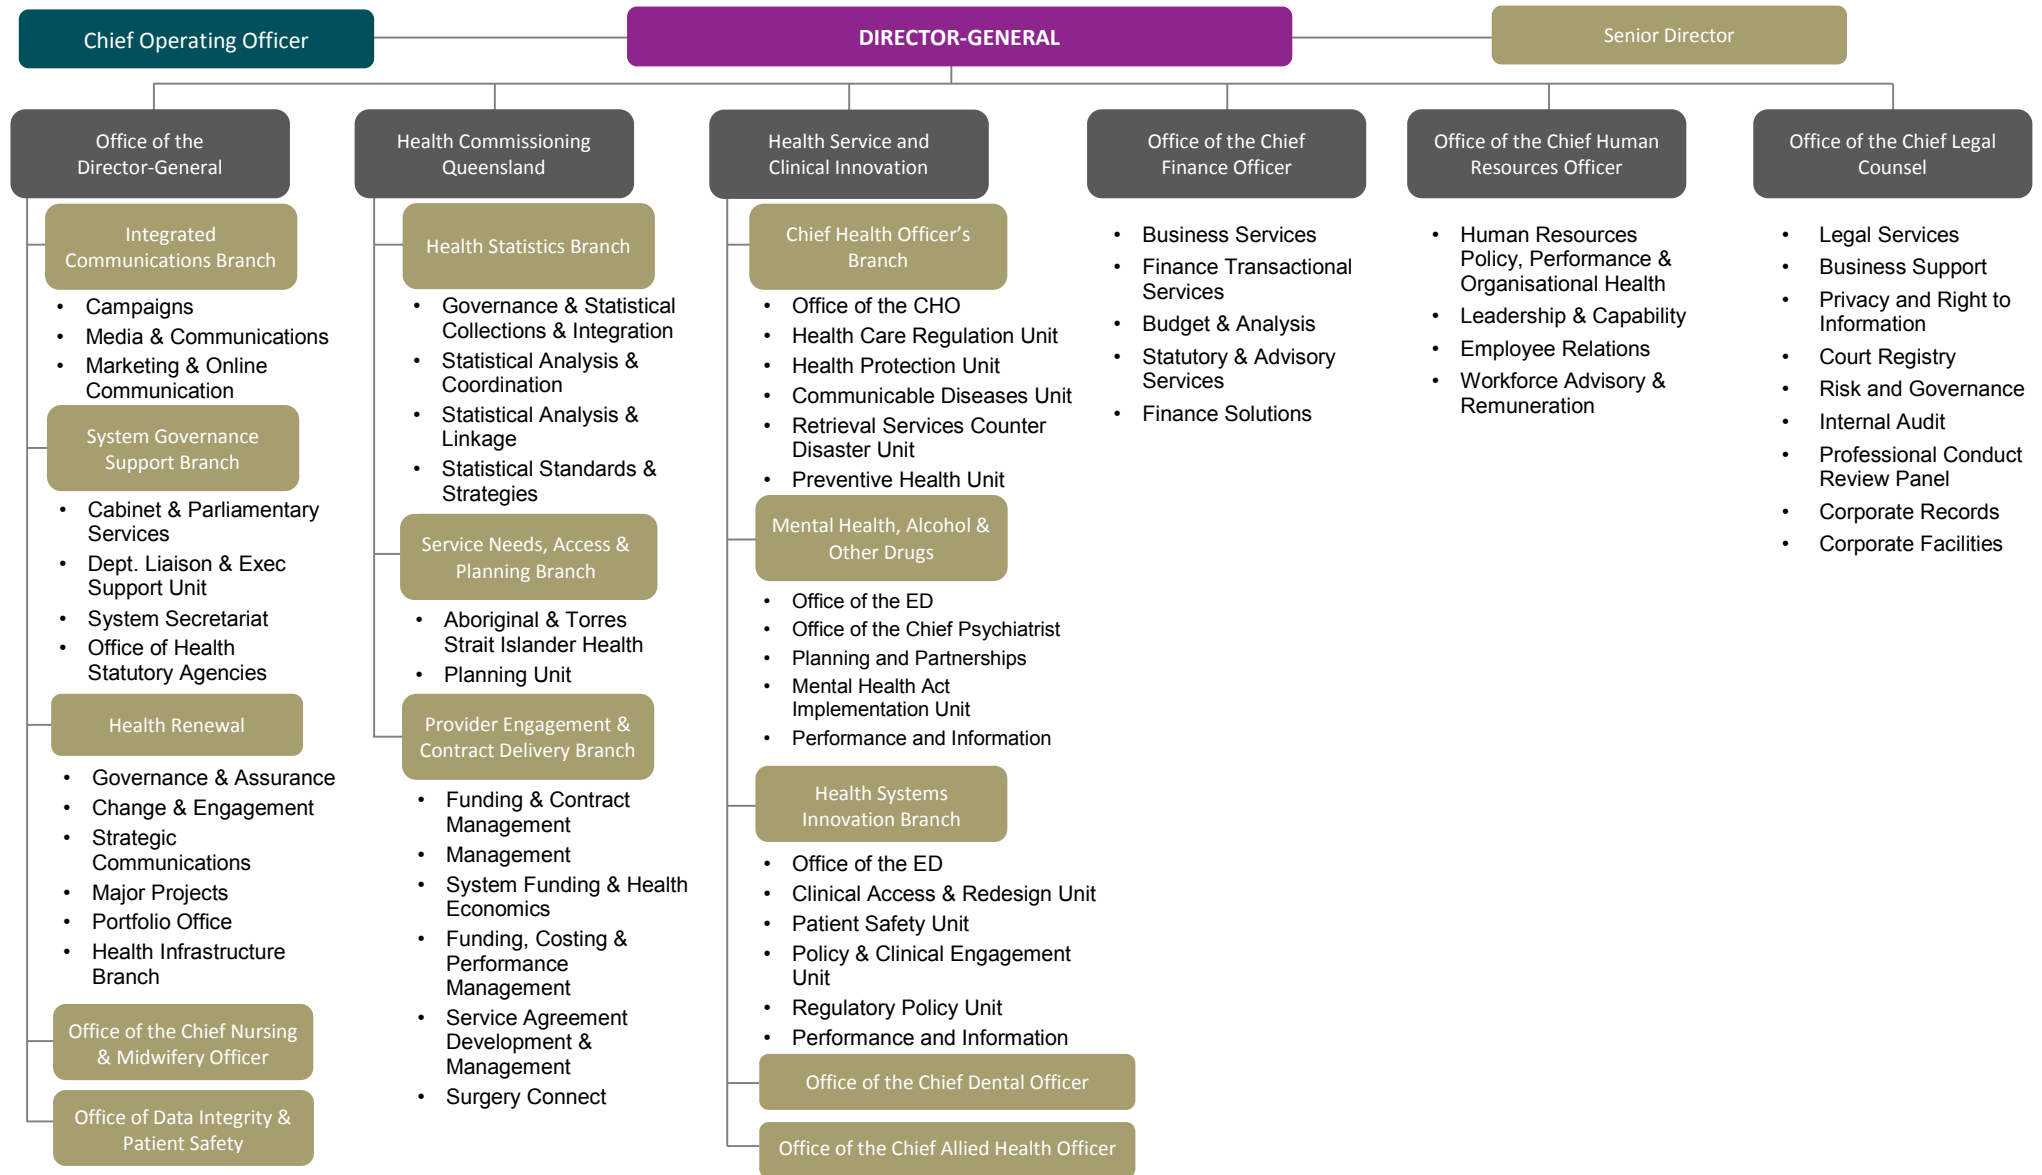 Chief Operating Officer
DIRECTOR-GENERAL
Senior Director
Office of the
Director-General
Integrated
Communications Branch
• Campaigns
• Media & Communications
• Marketing & Online
Communication
System Governance
Support Branch
• Cabinet & Parliamentary
Services
• Dept. Liaison & Exec
Support Unit
• System Secretariat
• Office of Health
Statutory Agencies
Health Renewal
• Governance & Assurance
• Change & Engagement
• Strategic
Communications
• Major Projects
• Portfolio Office
• Health Infrastructure
Branch
Office of the Chief Nursing
& Midwifery Officer
Office of Data Integrity &
Patient Safety
Health Commissioning
Queensland
Health Statistics Branch
• Governance & Statistical
Collections & Integration
• Statistical Analysis &
Coordination
• Statistical Analysis &
Linkage
• Statistical Standards &
Strategies
Service Needs, Access &
Planning Branch
• Aboriginal & Torres
Strait Islander Health
• Planning Unit
Provider Engagement &
Contract Delivery Branch
• Funding & Contract
Management
• Management
• System Funding & Health
Economics
• Funding, Costing &
Performance
Management
• Service Agreement
Development &
Management
• Surgery Connect
Health Service and
Clinical Innovation
Chief Health Officer’s
Branch
• Office of the CHO
• Health Care Regulation Unit
• Health Protection Unit
• Communicable Diseases Unit
• Retrieval Services Counter
Disaster Unit
• Preventive Health Unit
Mental Health, Alcohol &
Other Drugs
• Office of the ED
• Office of the Chief Psychiatrist
• Planning and Partnerships
• Mental Health Act
Implementation Unit
• Performance and Information
Health Systems
Innovation Branch
• Office of the ED
• Clinical Access & Redesign Unit
• Patient Safety Unit
• Policy & Clinical Engagement
Unit
• Regulatory Policy Unit
• Performance and Information
Office of the Chief Dental Officer
Office of the Chief Allied Health Officer
Office of the Chief
Finance Officer
• Business Services
• Finance Transactional
Services
• Budget & Analysis
• Statutory & Advisory
Services
• Finance Solutions
Office of the Chief Human
Resources Officer
• Human Resources
Policy, Performance &
Organisational Health
• Leadership & Capability
• Employee Relations
• Workforce Advisory &
Remuneration
Office of the Chief Legal
Counsel
• Legal Services
• Business Support
• Privacy and Right to
Information
• Court Registry
• Risk and Governance
• Internal Audit
• Professional Conduct
Review Panel
• Corporate Records
• Corporate Facilities